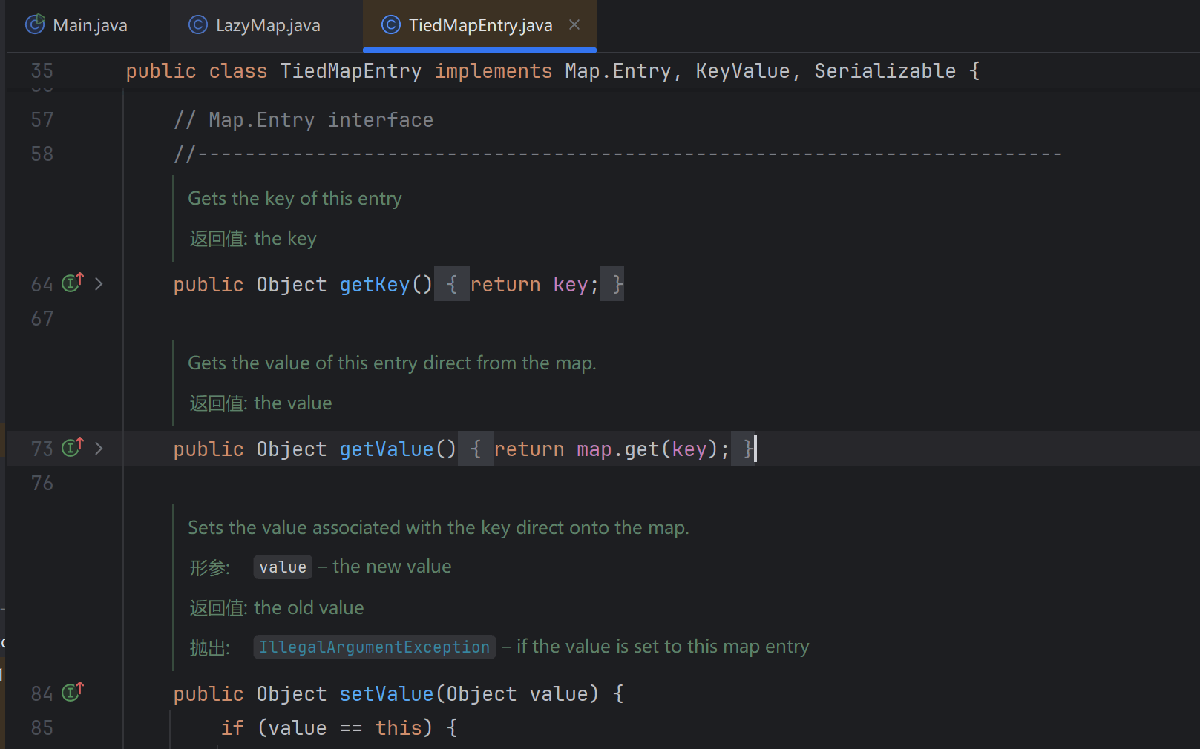 Main.java LazyMap.java TiedMapEntry.java
35 public class TiedMapEntry implements Map.Entry, KeyValue, Serializable {
57 // Map.Entry interface
58 //-------------------------------------------------------------------------
Gets the key of this entry
返回值: the key
64 public Object getKey() { return key; }
67
Gets the value of this entry direct from the map.
返回值: the value
73 public Object getValue() { return map.get(key); }
76
Sets the value associated with the key direct onto the map.
形参: value – the new value
返回值: the old value
抛出: IllegalArgumentException – if the value is set to this map entry
84 public Object setValue(Object value) {
85 if (value == this) {